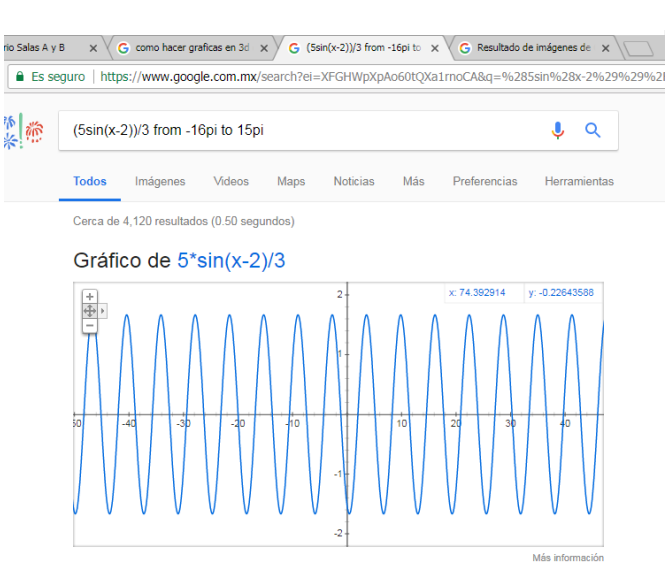 rio Salas A y B
como hacer graficas en 3d
(5sin(x-2))/3 from -16pi to
Resultado de imágenes de
Es seguro | https://www.google.com.mx/search?ei=XFGHWpXpAo60tQXa1rnoCA&q=%285sin%28x-2%29%29%2
(5sin(x-2))/3 from -16pi to 15pi
Todos Imágenes Videos Maps Noticias Más Preferencias Herramientas
Cerca de 4,120 resultados (0.50 segundos)
Gráfico de 5*sin(x-2)/3
x: 74.392914 y: -0.22643588
2
1
-50 -40 -30 -20 -10 10 20 30 40
-1
-2
Más información